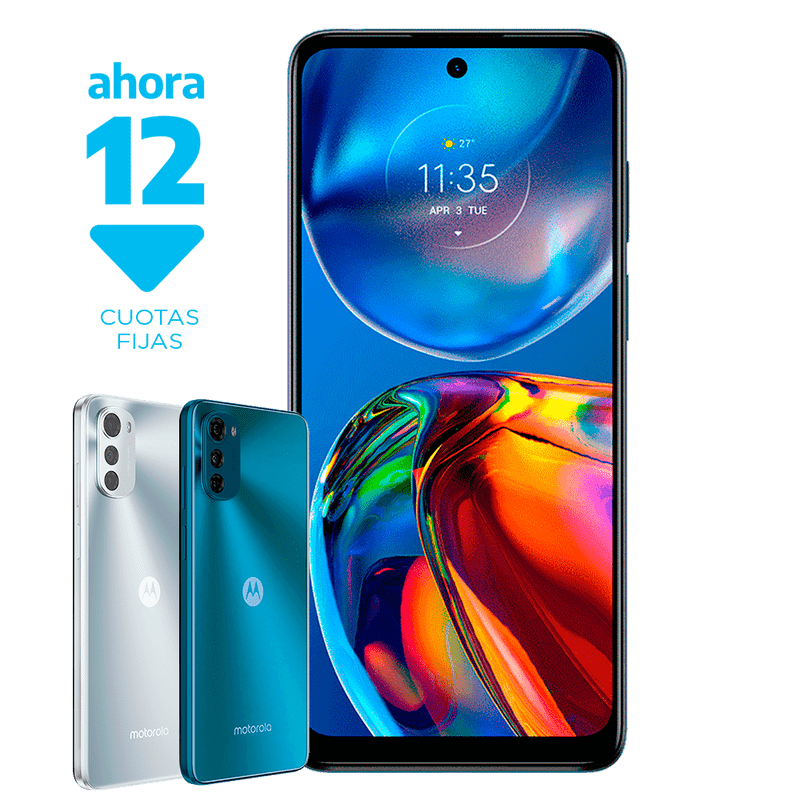 ahora
12
CUOTAS
FIJAS
27°
11:35
APR 3 TUE
motorola
motorola